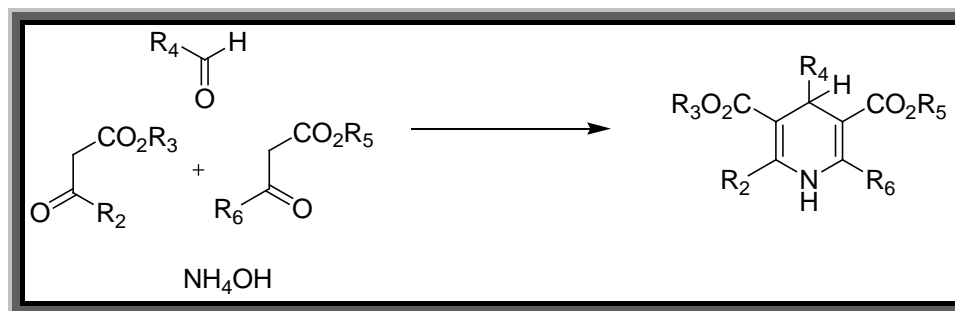 R4 H
O
CO2R3
O R2
+
CO2R5
R6 O
NH4OH
R4
H
R3O2C CO2R5
R2 N R6
H